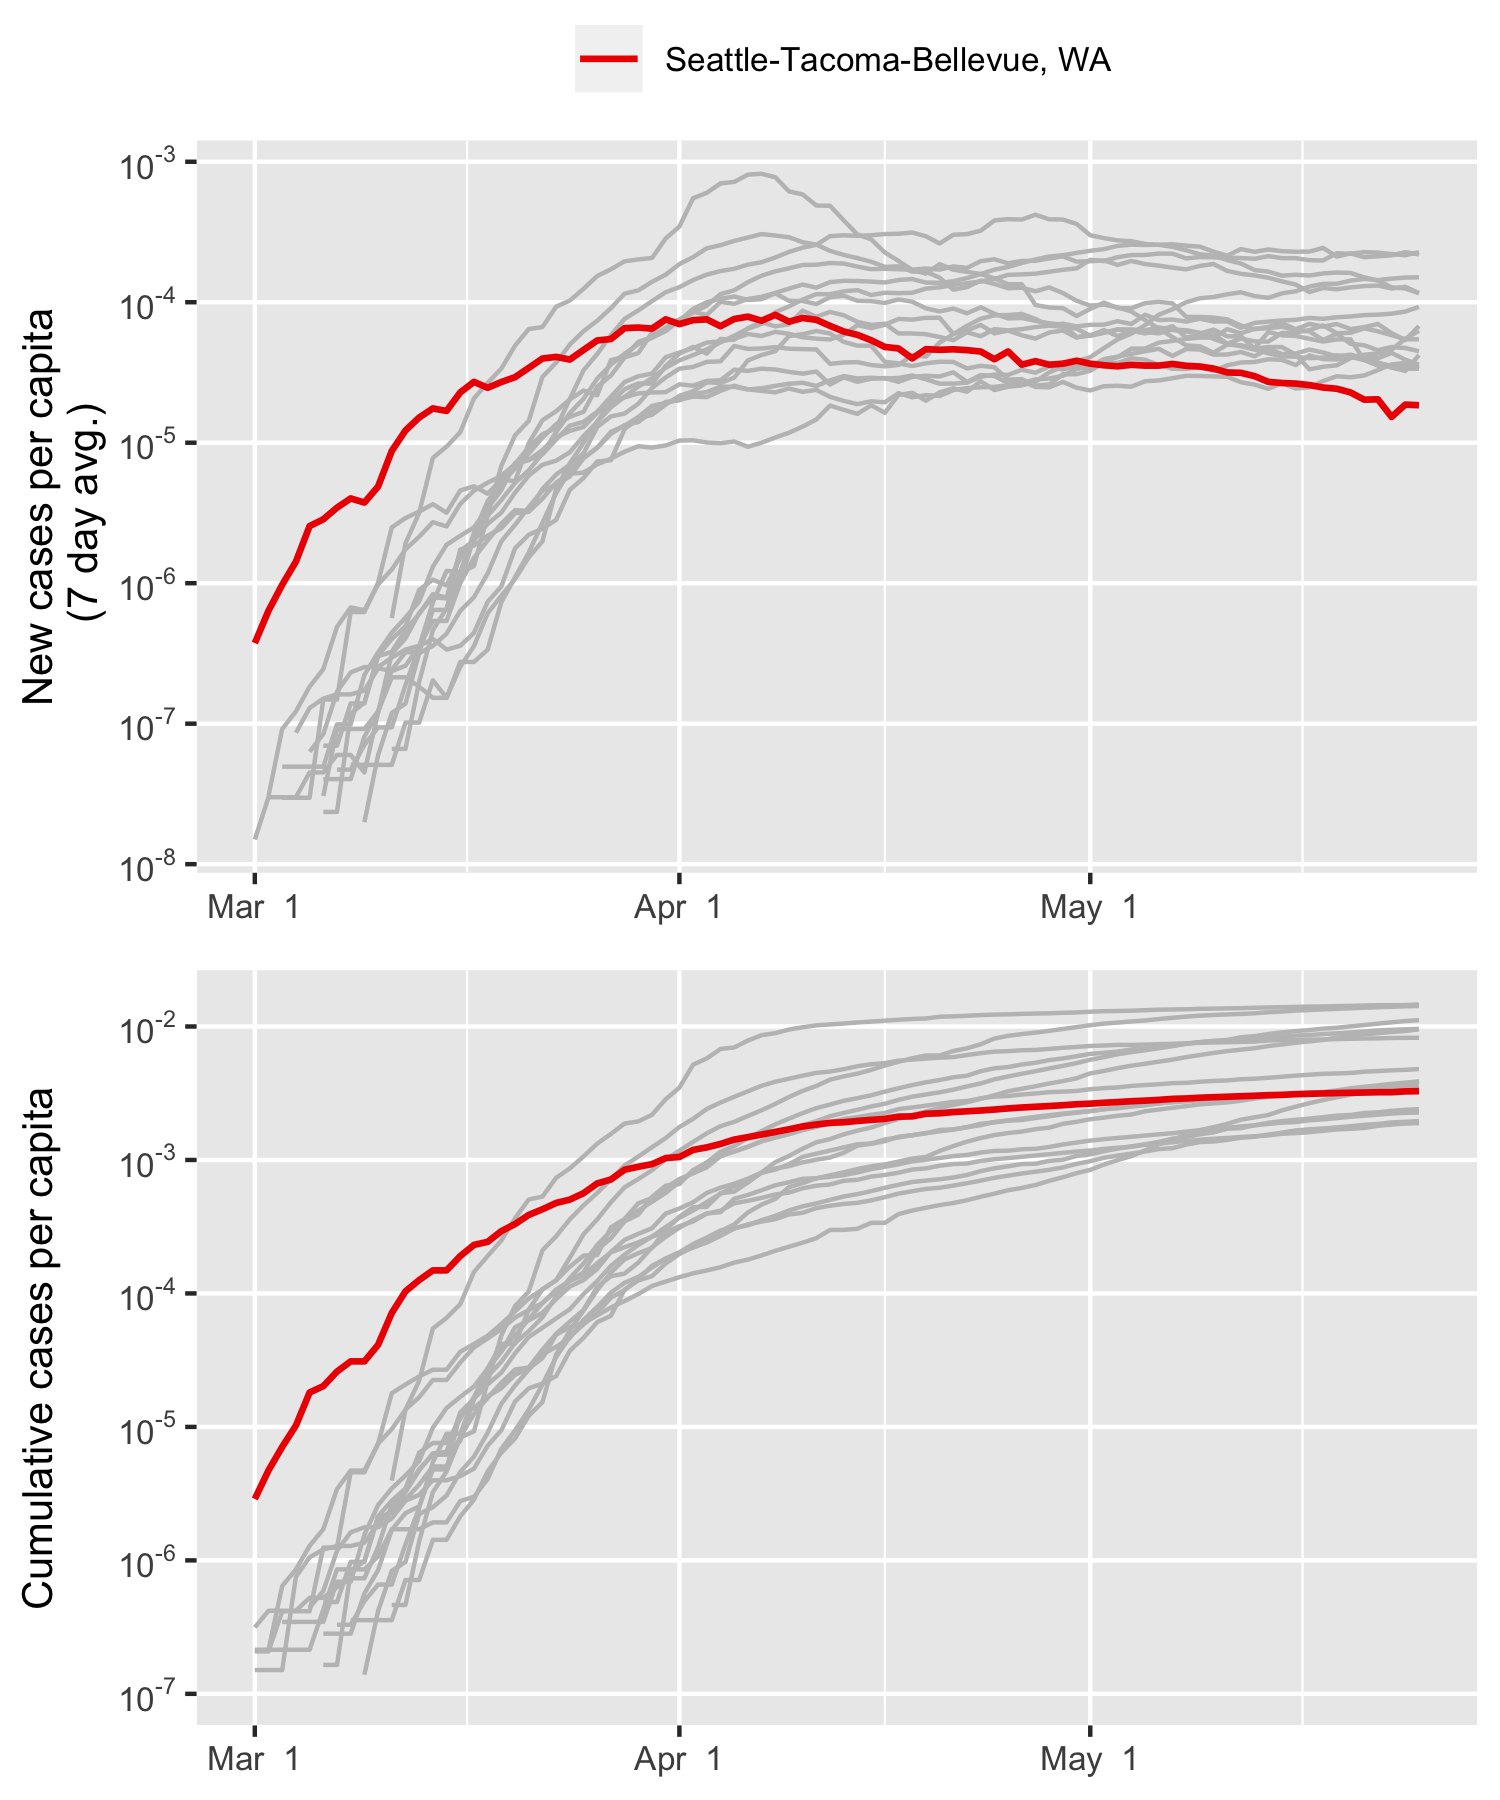 Seattle-Tacoma-Bellevue, WA
New cases per capita
(7 day avg.)
10⁻³
10⁻⁴
10⁻⁵
10⁻⁶
10⁻⁷
10⁻⁸
Mar 1 Apr 1 May 1
Cumulative cases per capita
10⁻²
10⁻³
10⁻⁴
10⁻⁵
10⁻⁶
10⁻⁷
Mar 1 Apr 1 May 1